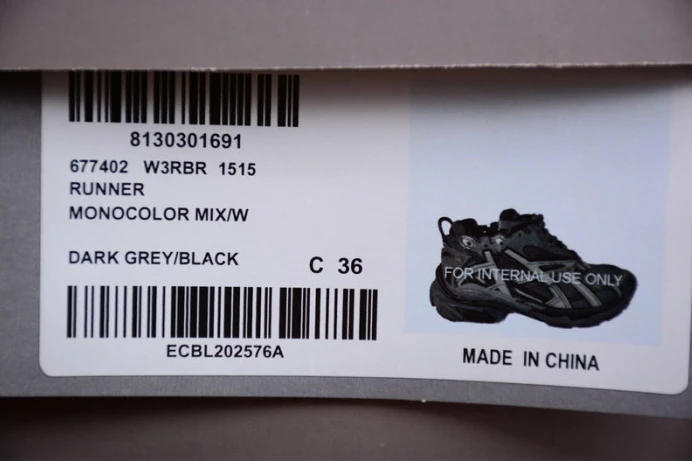 8130301691
677402 W3RBR 1515
RUNNER
MONOCOLOR MIX/W
DARK GREY/BLACK C 36
ECBL202576A
FOR INTERNAL USE ONLY
MADE IN CHINA